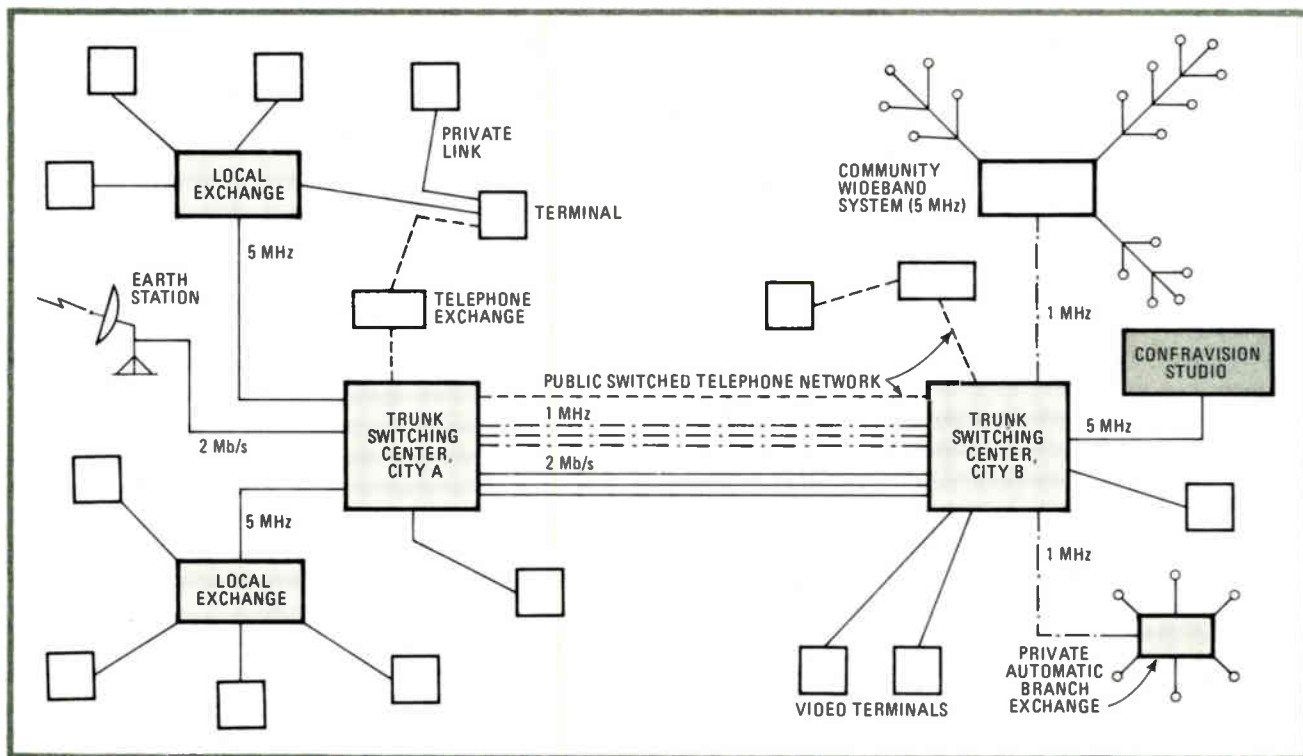 PRIVATE
LINK
LOCAL
EXCHANGE
TERMINAL
5 MHz
EARTH
STATION
TELEPHONE
EXCHANGE
COMMUNITY
WIDEBAND
SYSTEM (5 MHz)
1 MHz
CONFRAVISION
STUDIO
PUBLIC SWITCHED TELEPHONE NETWORK
TRUNK
SWITCHING
CENTER,
CITY A
1 MHz
2 Mb/s
TRUNK
SWITCHING
CENTER,
CITY B
5 MHz
2 Mb/s
5 MHz
LOCAL
EXCHANGE
1 MHz
VIDEO TERMINALS
PRIVATE
AUTOMATIC
BRANCH
EXCHANGE